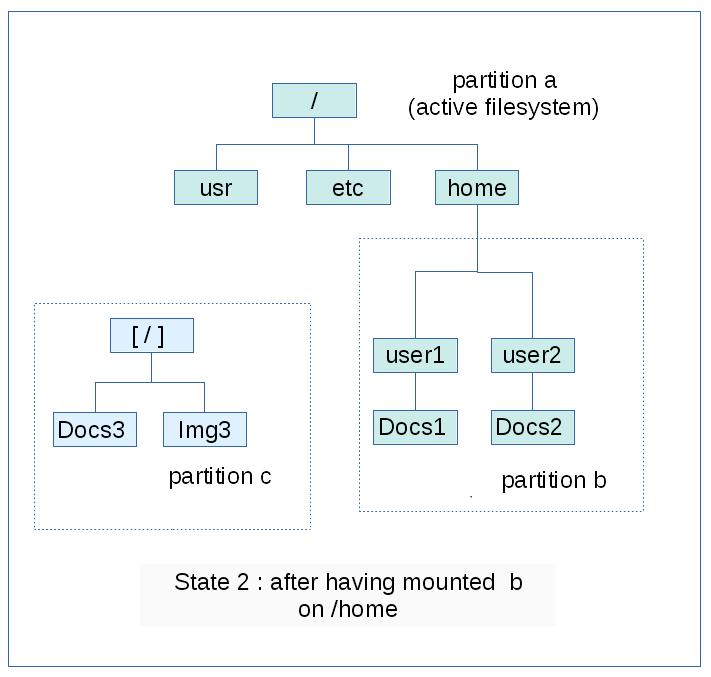 partition a
(active filesystem)
/
usr
etc
home
[ / ]
Docs3
Img3
partition c
user1
user2
Docs1
Docs2
partition b
State 2 : after having mounted  b
on /home